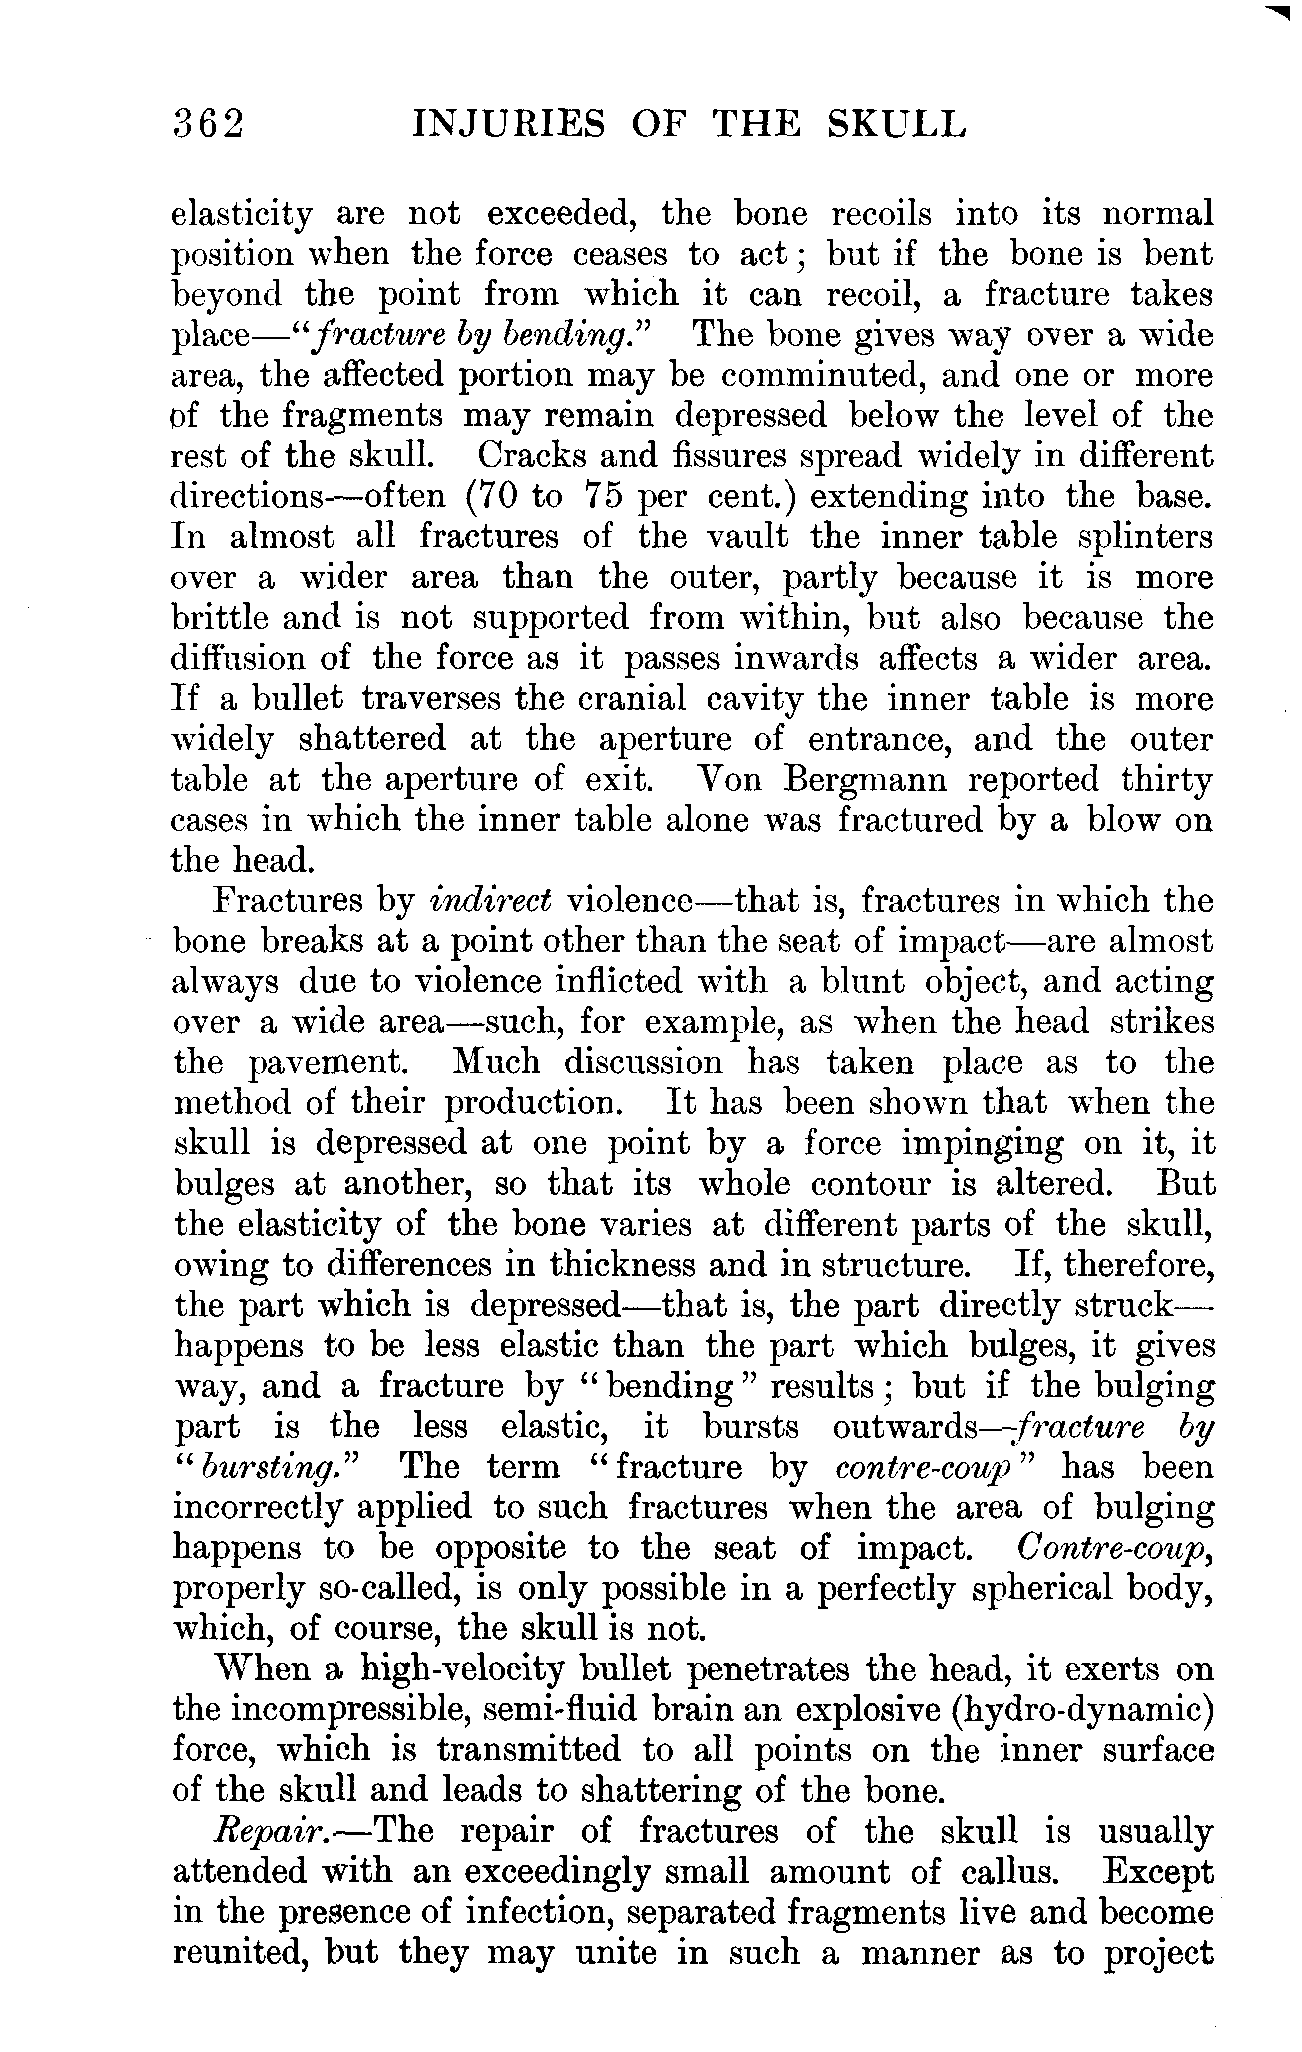 362 INJURIES OF THE SKULL
elasticity are not exceeded, the bone recoils into its normal
position when the force ceases to act; but if the bone is bent
beyond the point from which it can recoil, a fracture takes
place—“fracture by bending.” The bone gives way over a wide
area, the affected portion may be comminuted, and one or more
of the fragments may remain depressed below the level of the
rest of the skull. Cracks and fissures spread widely in different
directions—often (70 to 75 per cent.) extending into the base.
In almost all fractures of the vault the inner table splinters
over a wider area than the outer, partly because it is more
brittle and is not supported from within, but also because the
diffusion of the force as it passes inwards affects a wider area.
If a bullet traverses the cranial cavity the inner table is more
widely shattered at the aperture of entrance, and the outer
table at the aperture of exit. Von Bergmann reported thirty
cases in which the inner table alone was fractured by a blow on
the head.
Fractures by indirect violence—that is, fractures in which the
bone breaks at a point other than the seat of impact—are almost
always due to violence inflicted with a blunt object, and acting
over a wide area—such, for example, as when the head strikes
the pavement. Much discussion has taken place as to the
method of their production. It has been shown that when the
skull is depressed at one point by a force impinging on it, it
bulges at another, so that its whole contour is altered. But
the elasticity of the bone varies at different parts of the skull,
owing to differences in thickness and in structure. If, therefore,
the part which is depressed—that is, the part directly struck—
happens to be less elastic than the part which bulges, it gives
way, and a fracture by “bending” results; but if the bulging
part is the less elastic, it bursts outwards—fracture by
“bursting.” The term “fracture by contre-coup” has been
incorrectly applied to such fractures when the area of bulging
happens to be opposite to the seat of impact. Contre-coup,
properly so-called, is only possible in a perfectly spherical body,
which, of course, the skull is not.
When a high-velocity bullet penetrates the head, it exerts on
the incompressible, semi-fluid brain an explosive (hydro-dynamic)
force, which is transmitted to all points on the inner surface
of the skull and leads to shattering of the bone.
Repair.—The repair of fractures of the skull is usually
attended with an exceedingly small amount of callus. Except
in the presence of infection, separated fragments live and become
reunited, but they may unite in such a manner as to project